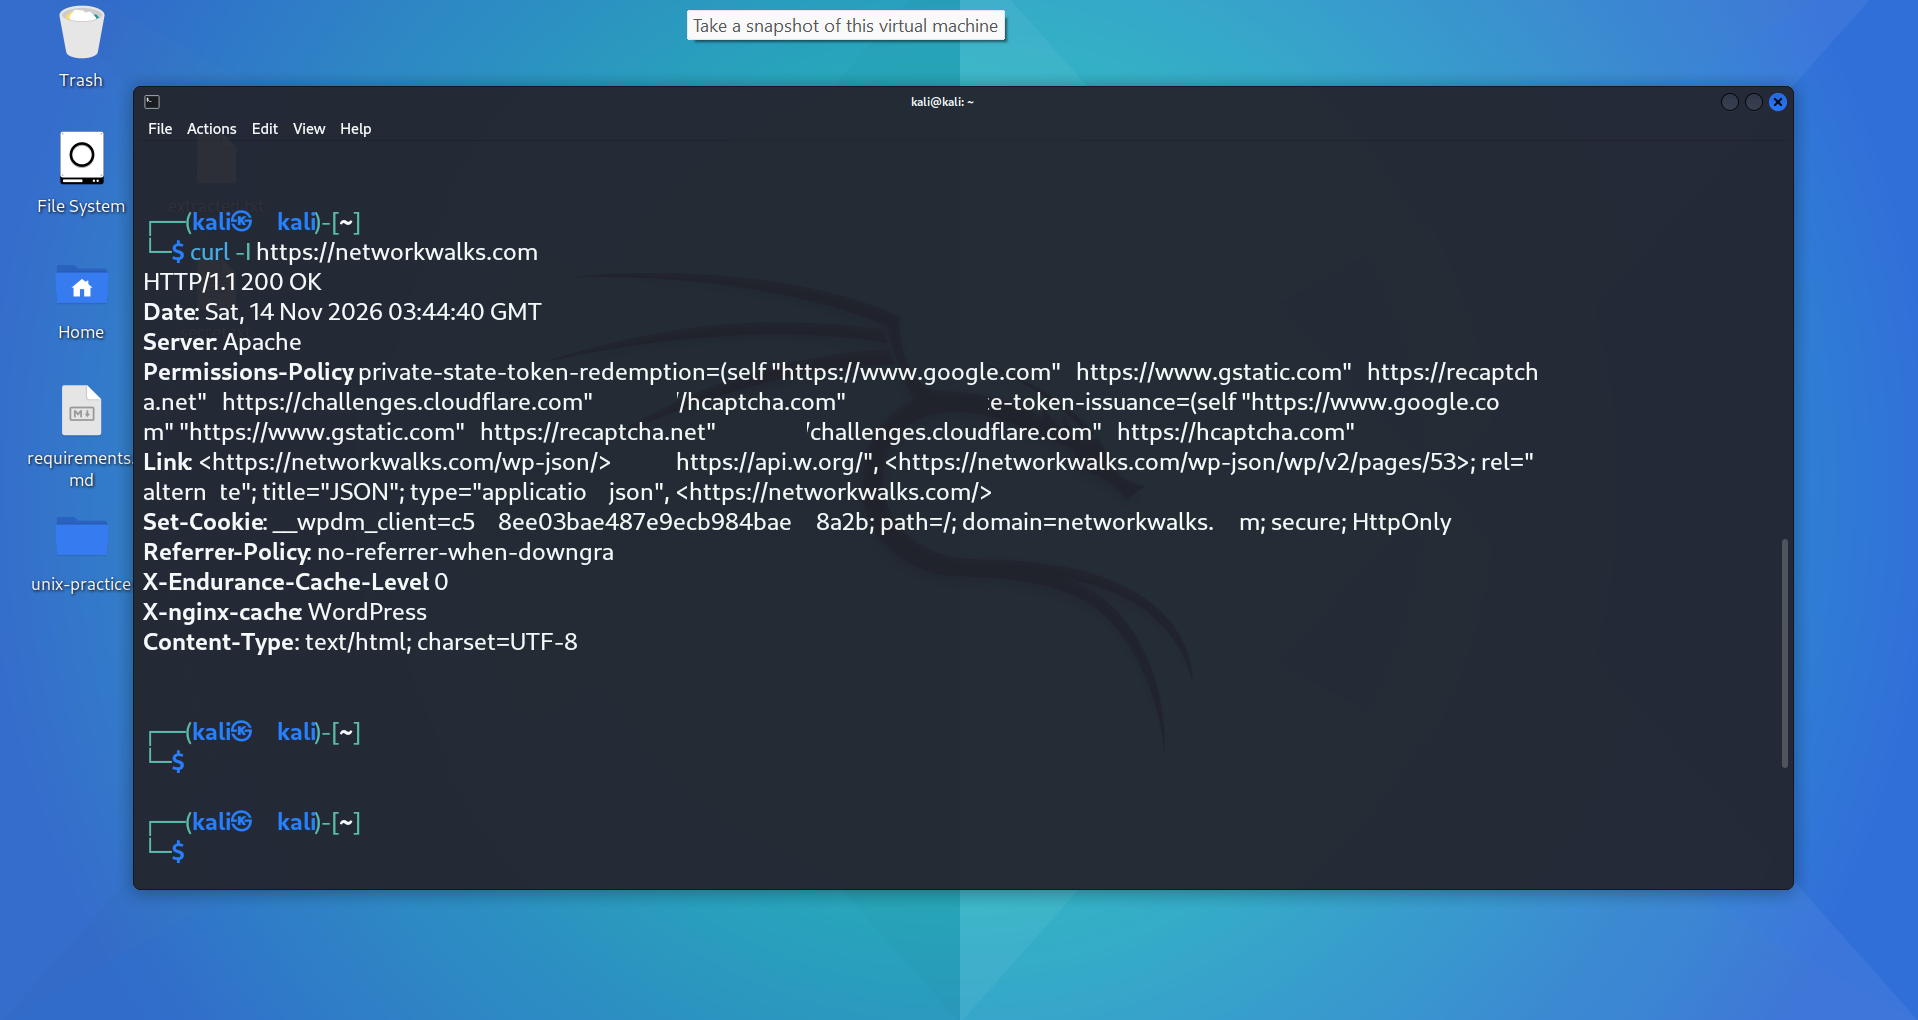 Take a snapshot of this virtual machine
Trash
File System
Home
requirements.
md
unix-practice
kali@kali: ~
File Actions Edit View Help
┌──(kali㉿ kali)-[~]
└─$ curl -I https://networkwalks.com
HTTP/1.1 200 OK
Date: Sat, 14 Nov 2026 03:44:40 GMT
Server: Apache
Permissions-Policy: private-state-token-redemption=(self "https://www.google.com" https://www.gstatic.com" https://recaptch
a.net" https://challenges.cloudflare.com" /hcaptcha.com" e-token-issuance=(self "https://www.google.co
m" "https://www.gstatic.com" https://recaptcha.net" /challenges.cloudflare.com" https://hcaptcha.com"
Link: <https://networkwalks.com/wp-json/> https://api.w.org/", <https://networkwalks.com/wp-json/wp/v2/pages/53>; rel="
altern te"; title="JSON"; type="applicatio json", <https://networkwalks.com/>
Set-Cookie: __wpdm_client=c5 8ee03bae487e9ecb984bae 8a2b; path=/; domain=networkwalks. m; secure; HttpOnly
Referrer-Policy: no-referrer-when-downgra
X-Endurance-Cache-Level: 0
X-nginx-cache: WordPress
Content-Type: text/html; charset=UTF-8
┌──(kali㉿ kali)-[~]
└─$
┌──(kali㉿ kali)-[~]
└─$